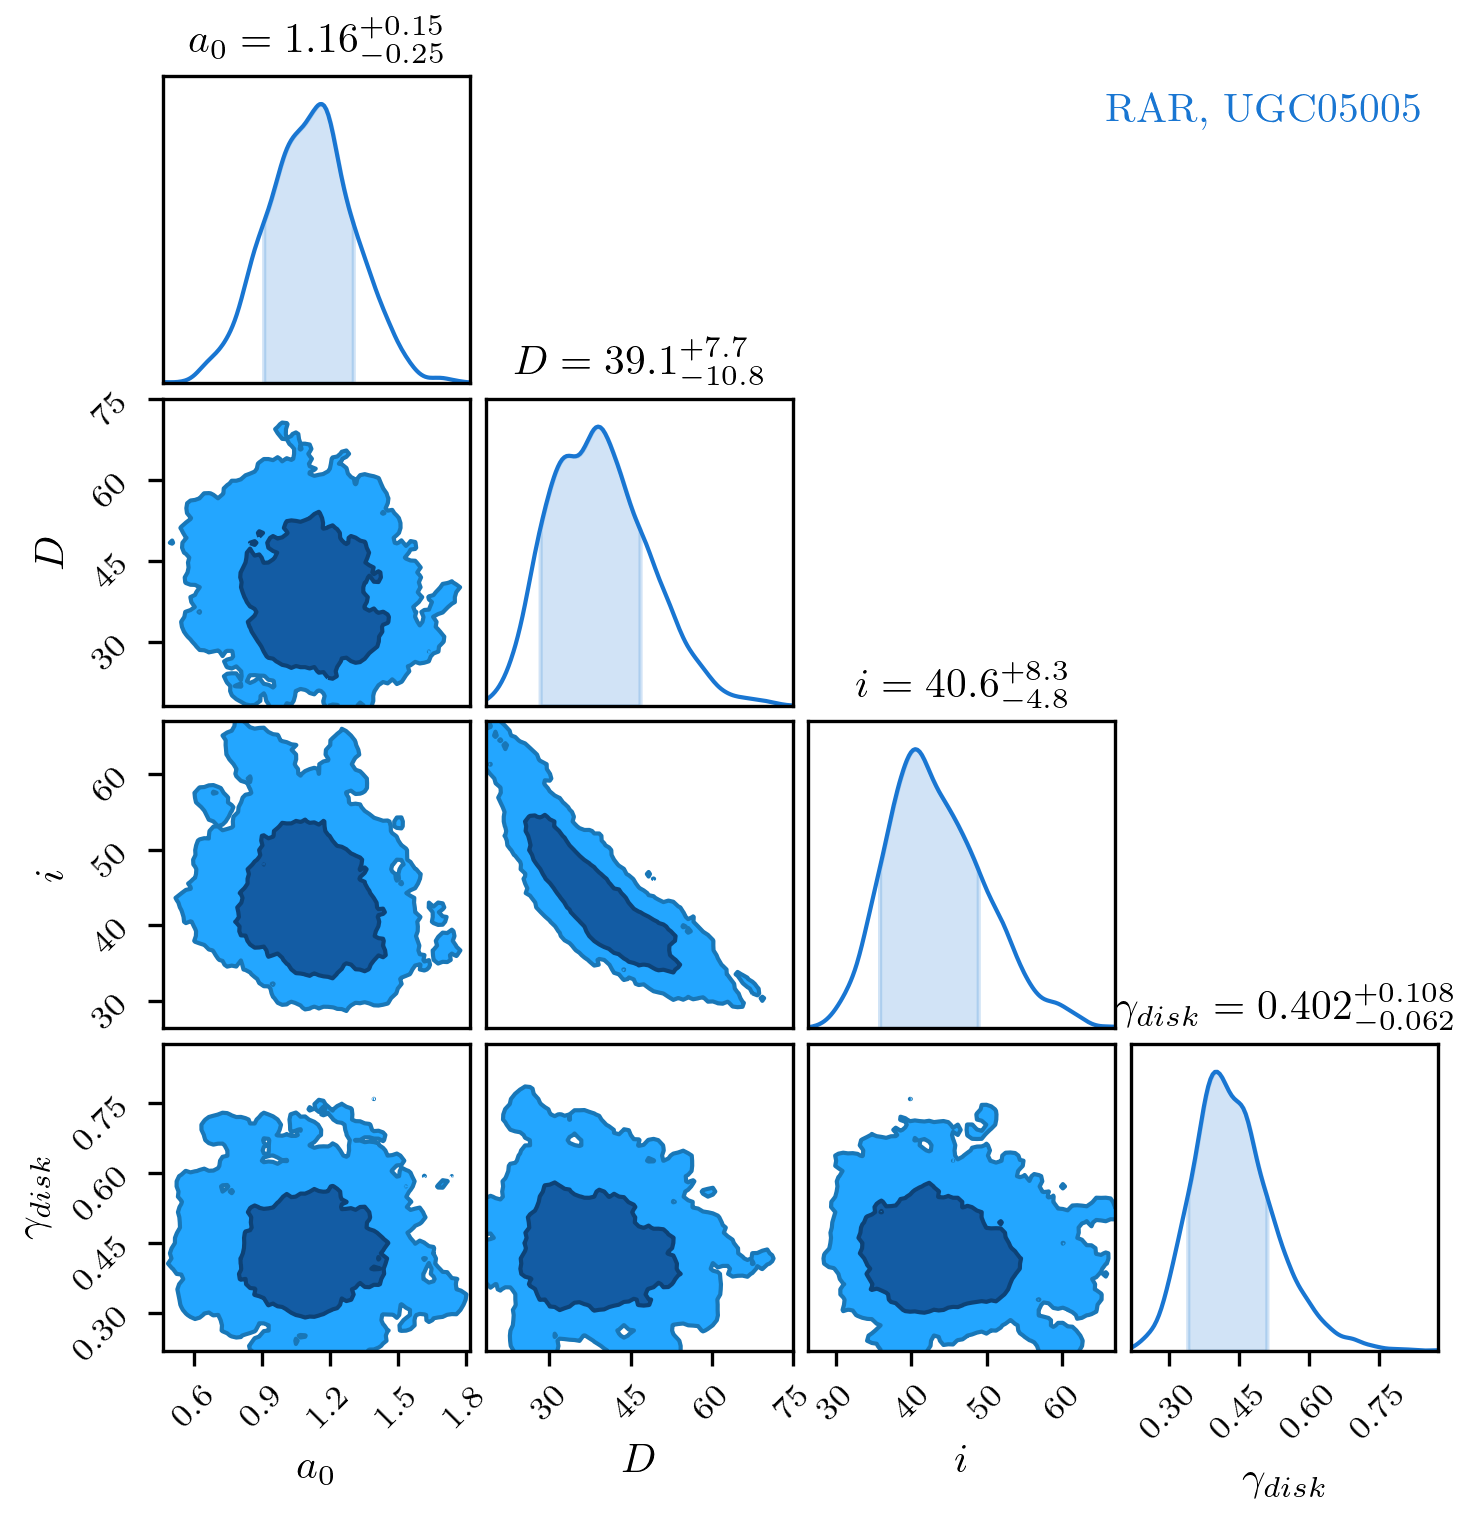 a_0 = 1.16^{+0.15}_{-0.25}
RAR, UGC05005
D = 39.1^{+7.7}_{-10.8}
75
60
45
30
D
i = 40.6^{+8.3}_{-4.8}
60
50
40
30
i
γ_{disk} = 0.402^{+0.108}_{-0.062}
0.75
0.60
0.45
0.30
γ_{disk}
0.6 0.9 1.2 1.5 1.8 30 45 60 75 30 40 50 60 0.30 0.45 0.60 0.75
a_0 D i γ_{disk}